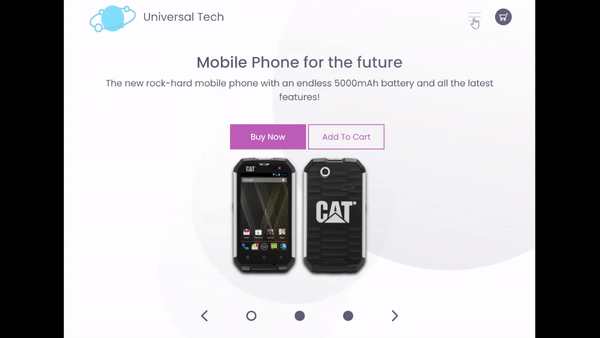 Universal Tech
Mobile Phone for the future
The new rock-hard mobile phone with an endless 5000mAh battery and all the latest
features!
Buy Now
Add To Cart
CAT
CAT